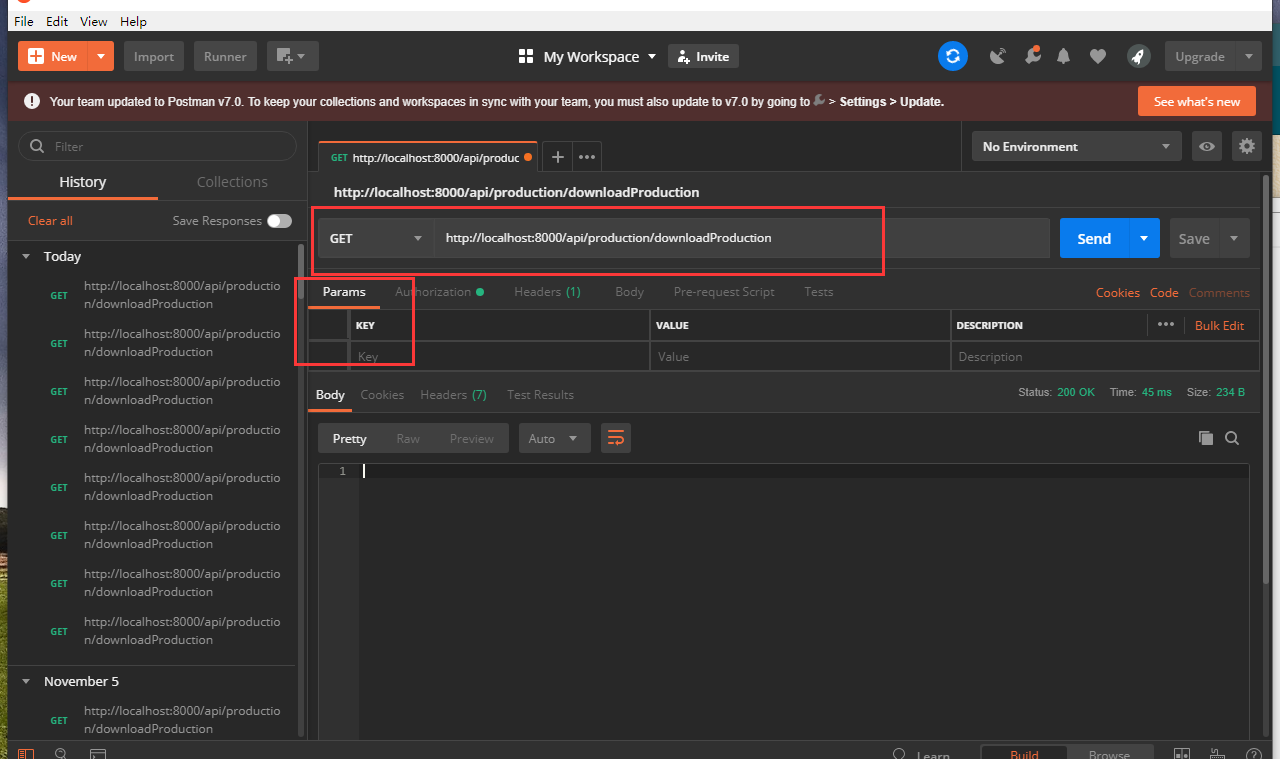 File Edit View Help
New Import Runner My Workspace Invite Upgrade
Your team updated to Postman v7.0. To keep your collections and workspaces in sync with your team, you must also update to v7.0 by going to > Settings > Update. See what's new
Filter
History Collections
Clear all Save Responses
Today
GET http://localhost:8000/api/productio
n/downloadProduction
GET http://localhost:8000/api/productio
n/downloadProduction
GET http://localhost:8000/api/productio
n/downloadProduction
GET http://localhost:8000/api/productio
n/downloadProduction
GET http://localhost:8000/api/productio
n/downloadProduction
GET http://localhost:8000/api/productio
n/downloadProduction
GET http://localhost:8000/api/productio
n/downloadProduction
GET http://localhost:8000/api/productio
n/downloadProduction
November 5
GET http://localhost:8000/api/productio
n/downloadProduction
GET http://localhost:8000/api/produc
No Environment
http://localhost:8000/api/production/downloadProduction
GET http://localhost:8000/api/production/downloadProduction Send Save
Params Authorization Headers (1) Body Pre-request Script Tests Cookies Code Comments
KEY VALUE DESCRIPTION Bulk Edit
Key Value Description
Body Cookies Headers (7) Test Results Status: 200 OK Time: 45 ms Size: 234 B
Pretty Raw Preview Auto
1
Learn Build Browse